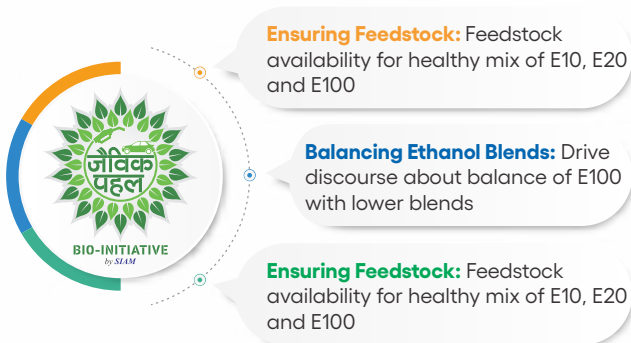 जैविक
पहल
BIO-INITIATIVE
by SIAM
Ensuring Feedstock: Feedstock
availability for healthy mix of E10, E20
and E100
Balancing Ethanol Blends: Drive
discourse about balance of E100
with lower blends
Ensuring Feedstock: Feedstock
availability for healthy mix of E10, E20
and E100